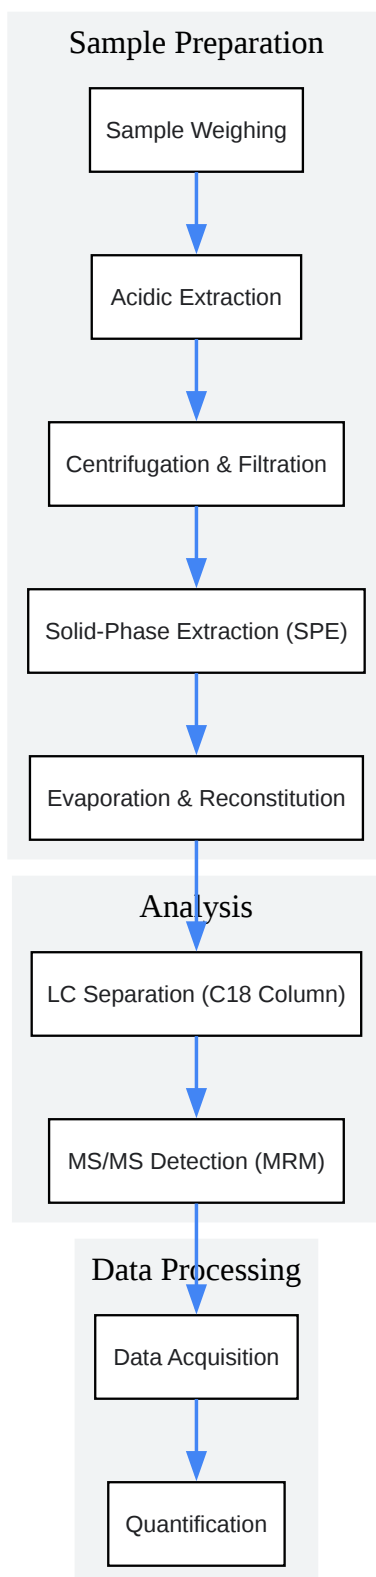 Sample Preparation
Sample Weighing
Acidic Extraction
Centrifugation & Filtration
Solid-Phase Extraction (SPE)
Evaporation & Reconstitution
Analysis
LC Separation (C18 Column)
MS/MS Detection (MRM)
Data Processing
Data Acquisition
Quantification